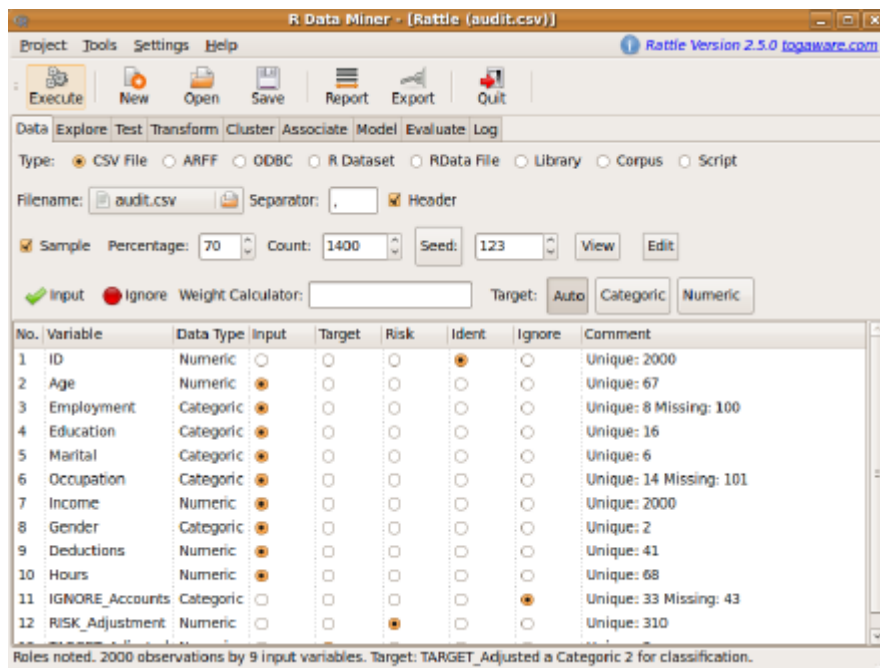 R Data Miner - [Rattle (audit.csv)]
Project Tools Settings Help Rattle Version 2.5.0 togaware.com
Execute New Open Save Report Export Quit
Data Explore Test Transform Cluster Associate Model Evaluate Log
Type: CSV File ARFF ODBC R Dataset RData File Library Corpus Script
Filename: audit.csv Separator: , Header
Sample Percentage: 70 Count: 1400 Seed: 123 View Edit
Input Ignore Weight Calculator: Target: Auto Categoric Numeric
No. Variable Data Type Input Target Risk Ident Ignore Comment
1 ID Numeric Unique: 2000
2 Age Numeric Unique: 67
3 Employment Categoric Unique: 8 Missing: 100
4 Education Categoric Unique: 16
5 Marital Categoric Unique: 6
6 Occupation Categoric Unique: 14 Missing: 101
7 Income Numeric Unique: 2000
8 Gender Categoric Unique: 2
9 Deductions Numeric Unique: 41
10 Hours Numeric Unique: 68
11 IGNORE_Accounts Categoric Unique: 33 Missing: 43
12 RISK_Adjustment Numeric Unique: 310
Roles noted. 2000 observations by 9 input variables. Target: TARGET_Adjusted a Categoric 2 for classification.